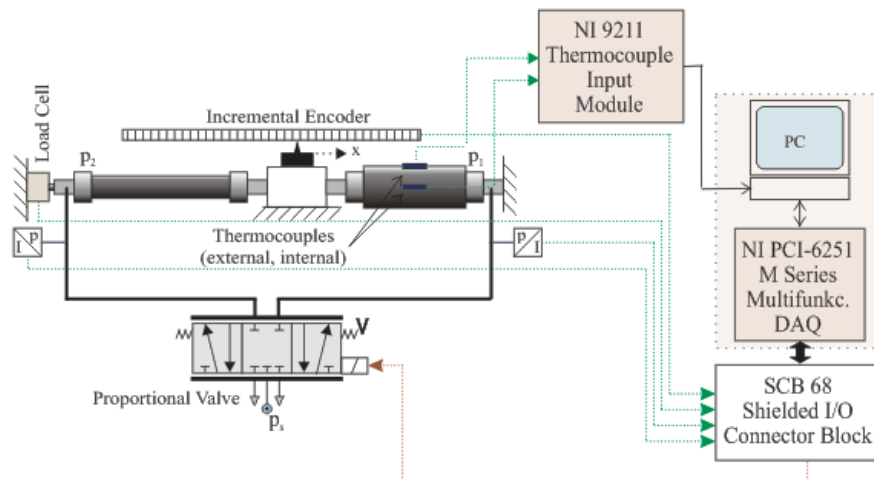 NI 9211
Thermocouple
Input
Module
Load Cell
Incremental Encoder
x
p2
p1
PC
Thermocouples
(external, internal)
p
I
p
I
NI PCI-6251
M Series
Multifunkc.
DAQ
V
Proportional Valve
ps
SCB 68
Shielded I/O
Connector Block